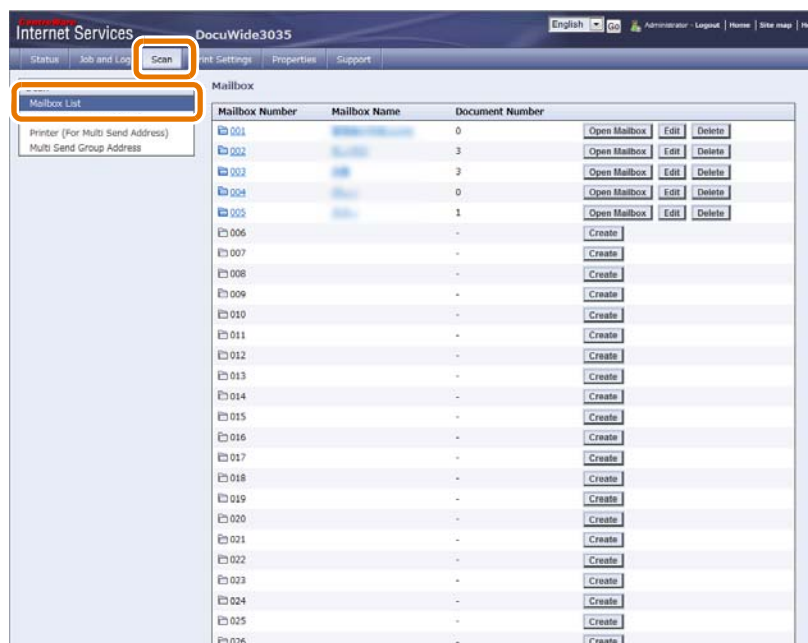 CentreWare
Internet Services DocuWide3035
English Go Administrator - Logout | Home | Site map |
Status Job and Log Scan Print Settings Properties Support
Mailbox List
Printer (For Multi Send Address)
Multi Send Group Address
Mailbox
Mailbox Number Mailbox Name Document Number
001 0 Open Mailbox Edit Delete
002 3 Open Mailbox Edit Delete
003 3 Open Mailbox Edit Delete
004 0 Open Mailbox Edit Delete
005 1 Open Mailbox Edit Delete
006 - Create
007 - Create
008 - Create
009 - Create
010 - Create
011 - Create
012 - Create
013 - Create
014 - Create
015 - Create
016 - Create
017 - Create
018 - Create
019 - Create
020 - Create
021 - Create
022 - Create
023 - Create
024 - Create
025 - Create
026 - Create